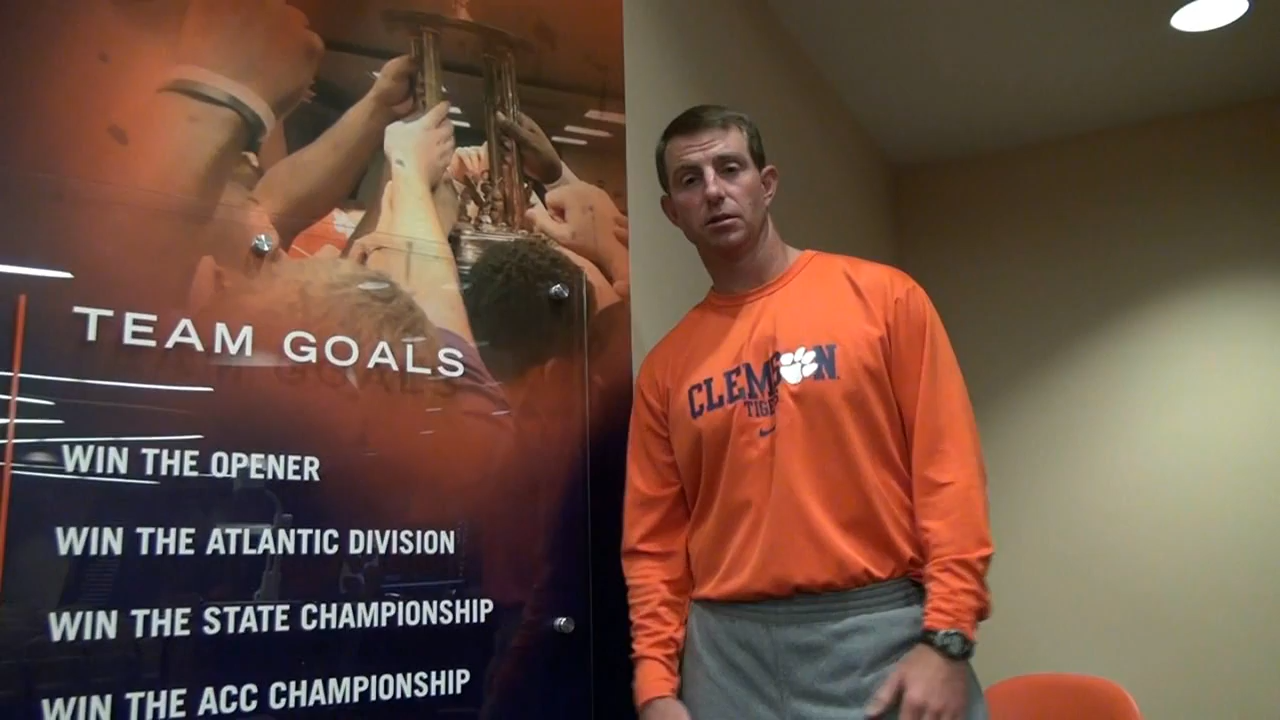 TEAM GOALS
WIN THE OPENER
WIN THE ATLANTIC DIVISION
WIN THE STATE CHAMPIONSHIP
WIN THE ACC CHAMPIONSHIP
CLEMSON
TIGERS